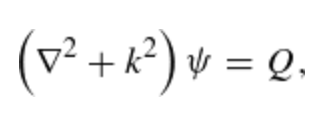 (∇² + k²) ψ = Q,